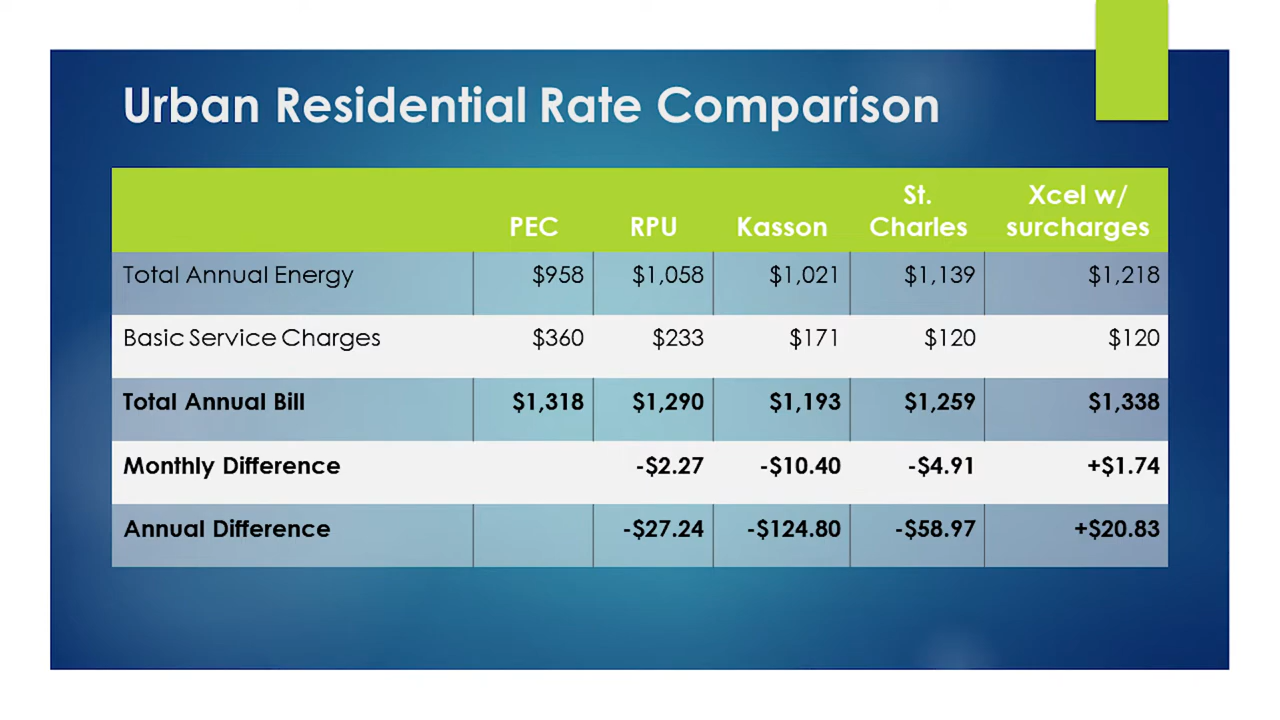 Urban Residential Rate Comparison
PEC RPU Kasson St. Charles Xcel w/ surcharges
Total Annual Energy $958 $1,058 $1,021 $1,139 $1,218
Basic Service Charges $360 $233 $171 $120 $120
Total Annual Bill $1,318 $1,290 $1,193 $1,259 $1,338
Monthly Difference -$2.27 -$10.40 -$4.91 +$1.74
Annual Difference -$27.24 -$124.80 -$58.97 +$20.83